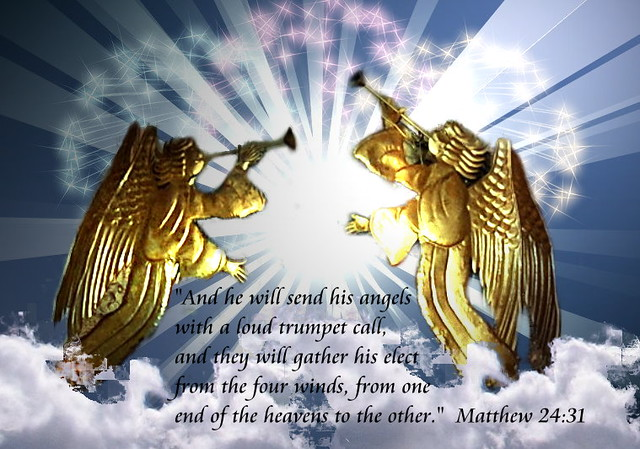 "And he will send his angels
with a loud trumpet call,
and they will gather his elect
from the four winds, from one
end of the heavens to the other."  Matthew 24:31